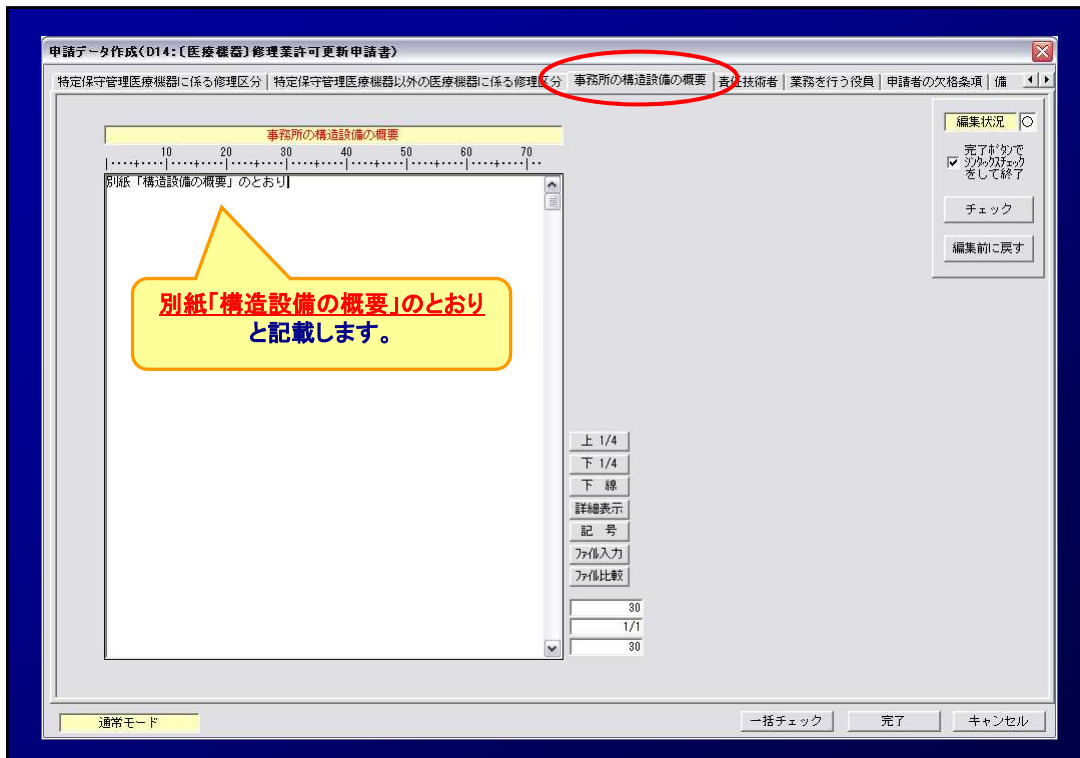 申請データ作成(D14:〔医療機器〕修理業許可更新申請書)
特定保守管理医療機器に係る修理区分 特定保守管理医療機器以外の医療機器に係る修理区分 事務所の構造設備の概要 責任技術者 業務を行う役員 申請者の欠格条項 備
事務所の構造設備の概要
10 20 30 40 50 60 70
|····+····|····+····|····+····|····+····|····+····|····+····|····+····|··
別紙「構造設備の概要」のとおり
別紙「構造設備の概要」のとおり
と記載します。
編集状況 ○
完了ボタンで
シンタックスチェック
をして終了
チェック
編集前に戻す
上 1/4
下 1/4
下 線
詳細表示
記 号
ファイル入力
ファイル比較
30
1/1
30
通常モード
一括チェック 完了 キャンセル